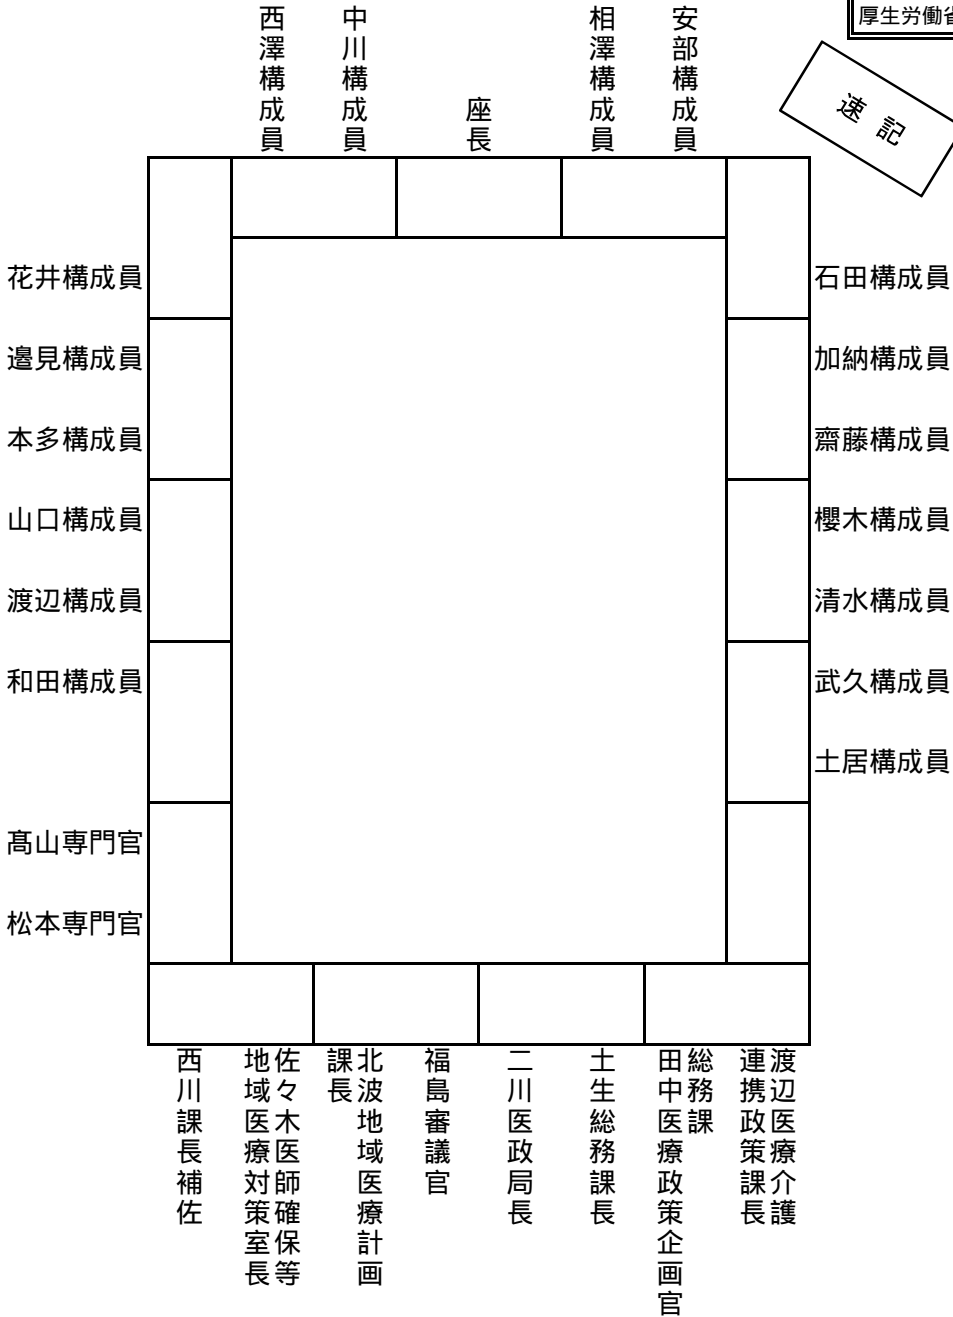 厚生労働省
速記
西澤構成員
中川構成員
座長
相澤構成員
安部構成員
花井構成員
邉見構成員
本多構成員
山口構成員
渡辺構成員
和田構成員
髙山専門官
松本専門官
石田構成員
加納構成員
齋藤構成員
櫻木構成員
清水構成員
武久構成員
土居構成員
西川課長補佐
佐々木医師確保等
地域医療対策室長
北波地域医療計画
課長
福島審議官
二川医政局長
土生総務課長
総務課
田中医療政策企画官
渡辺医療介護
連携政策課長